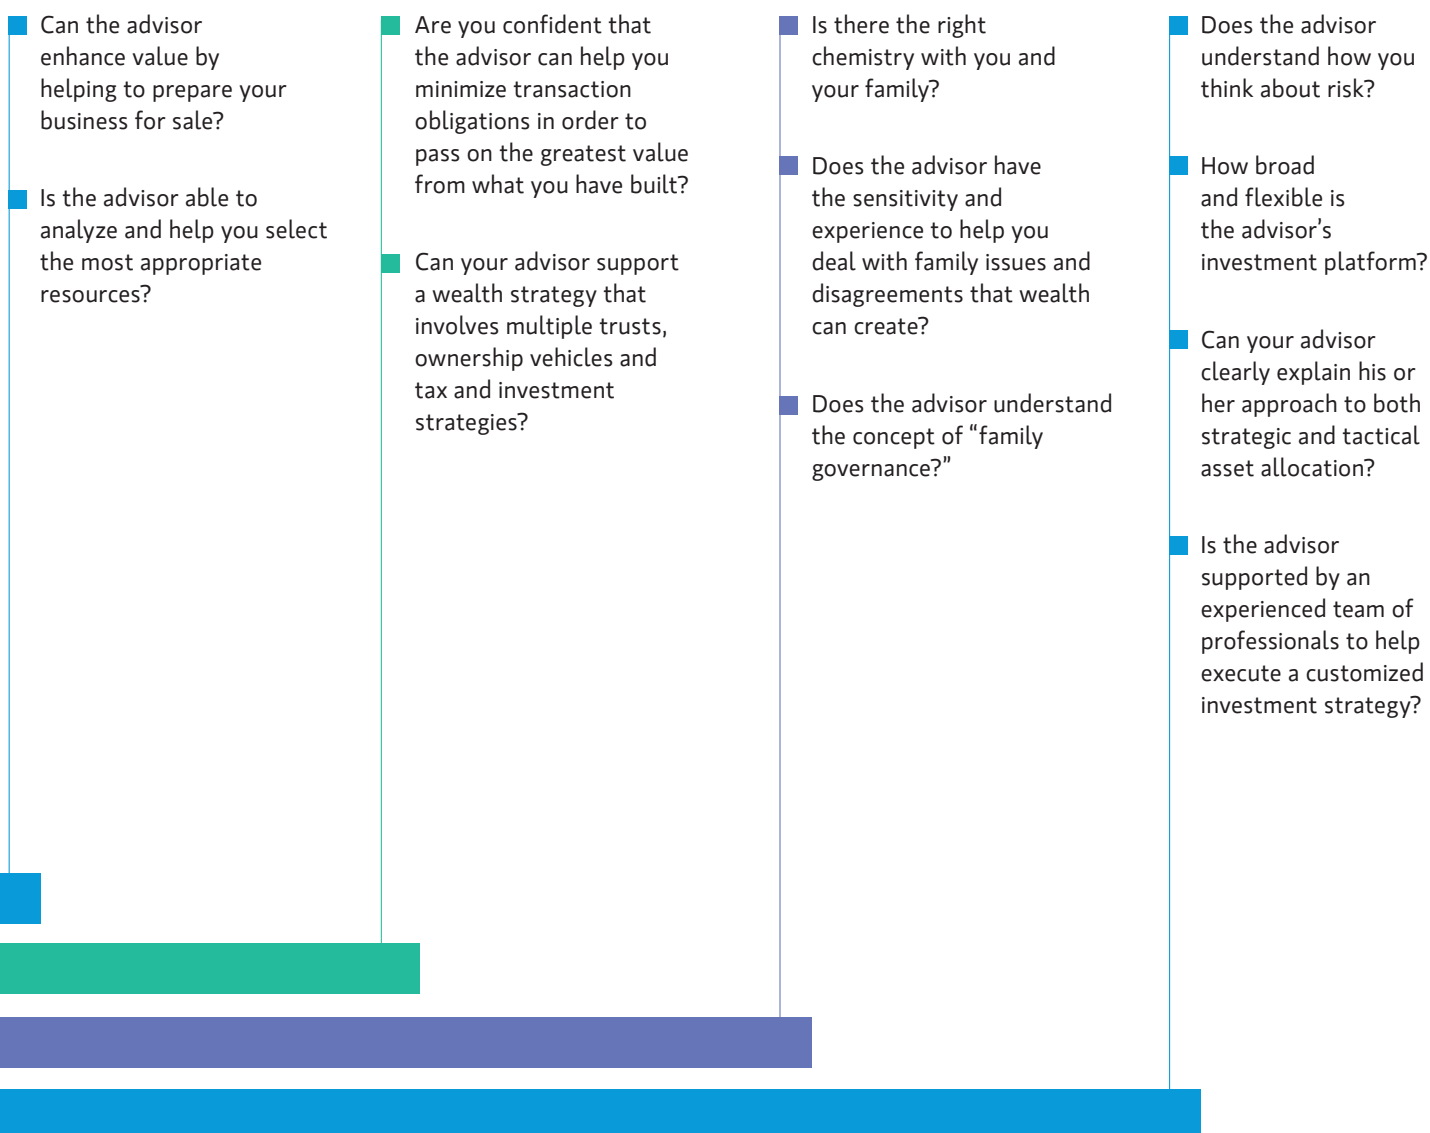 Can the advisor
enhance value by
helping to prepare your
business for sale?
Is the advisor able to
analyze and help you select
the most appropriate
resources?
Are you confident that
the advisor can help you
minimize transaction
obligations in order to
pass on the greatest value
from what you have built?
Can your advisor support
a wealth strategy that
involves multiple trusts,
ownership vehicles and
tax and investment
strategies?
Is there the right
chemistry with you and
your family?
Does the advisor have
the sensitivity and
experience to help you
deal with family issues and
disagreements that wealth
can create?
Does the advisor understand
the concept of “family
governance?”
Does the advisor
understand how you
think about risk?
How broad
and flexible is
the advisor’s
investment platform?
Can your advisor
clearly explain his or
her approach to both
strategic and tactical
asset allocation?
Is the advisor
supported by an
experienced team of
professionals to help
execute a customized
investment strategy?